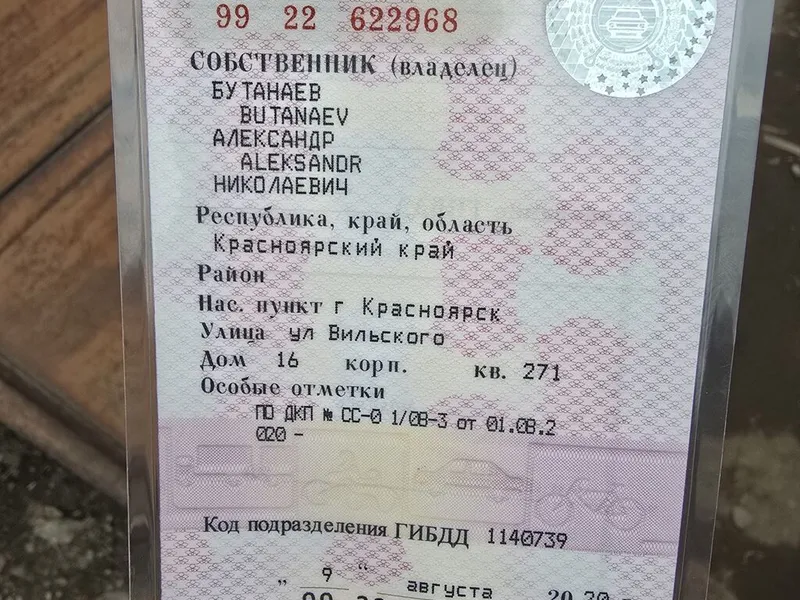 99 22 622968
СОБСТВЕННИК (владелец)
БУТАНАЕВ
BUTANAEV
АЛЕКСАНДР
ALEKSANDR
НИКОЛАЕВИЧ
Республика, край, область
Красноярский край
Район
Нас. пункт г Красноярск
Улица ул Вильского
Дом 16 корп. кв. 271
Особые отметки
ПО ДКП № СС-0 1/08-3 от 01.08.2
020 -
Код подразделения ГИБДД 1140739
„ 9 “ августа 20 20